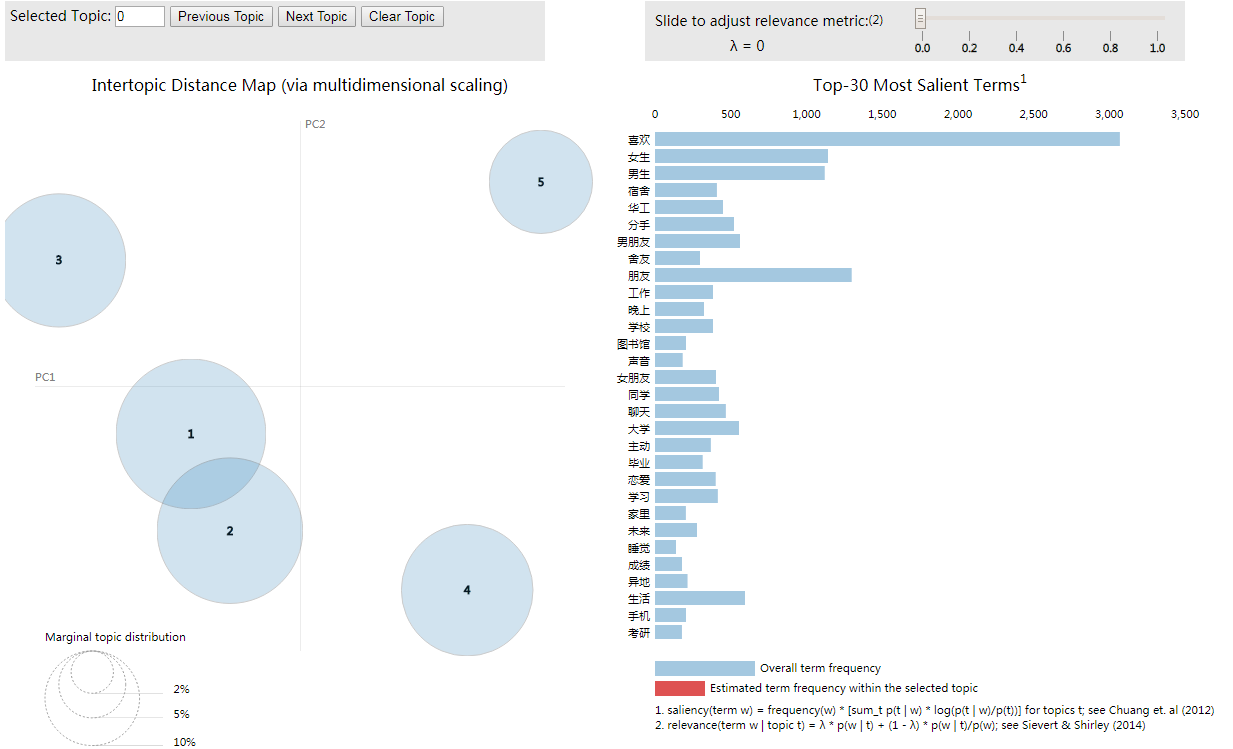 Selected Topic: 0 Previous Topic Next Topic Clear Topic
Slide to adjust relevance metric:(2)
λ = 0
0.0 0.2 0.4 0.6 0.8 1.0
Intertopic Distance Map (via multidimensional scaling)
PC2
PC1
5
3
1
2
4
Marginal topic distribution
2%
5%
10%
Top-30 Most Salient Terms1
0 500 1,000 1,500 2,000 2,500 3,000 3,500
喜欢
女生
男生
宿舍
华工
分手
男朋友
舍友
朋友
工作
晚上
学校
图书馆
声音
女朋友
同学
聊天
大学
主动
毕业
恋爱
学习
家里
未来
睡觉
成绩
异地
生活
手机
考研
Overall term frequency
Estimated term frequency within the selected topic
1. saliency(term w) = frequency(w) * [sum_t p(t | w) * log(p(t | w)/p(t))] for topics t; see Chuang et. al (2012)
2. relevance(term w | topic t) = λ * p(w | t) + (1 - λ) * p(w | t)/p(w); see Sievert & Shirley (2014)